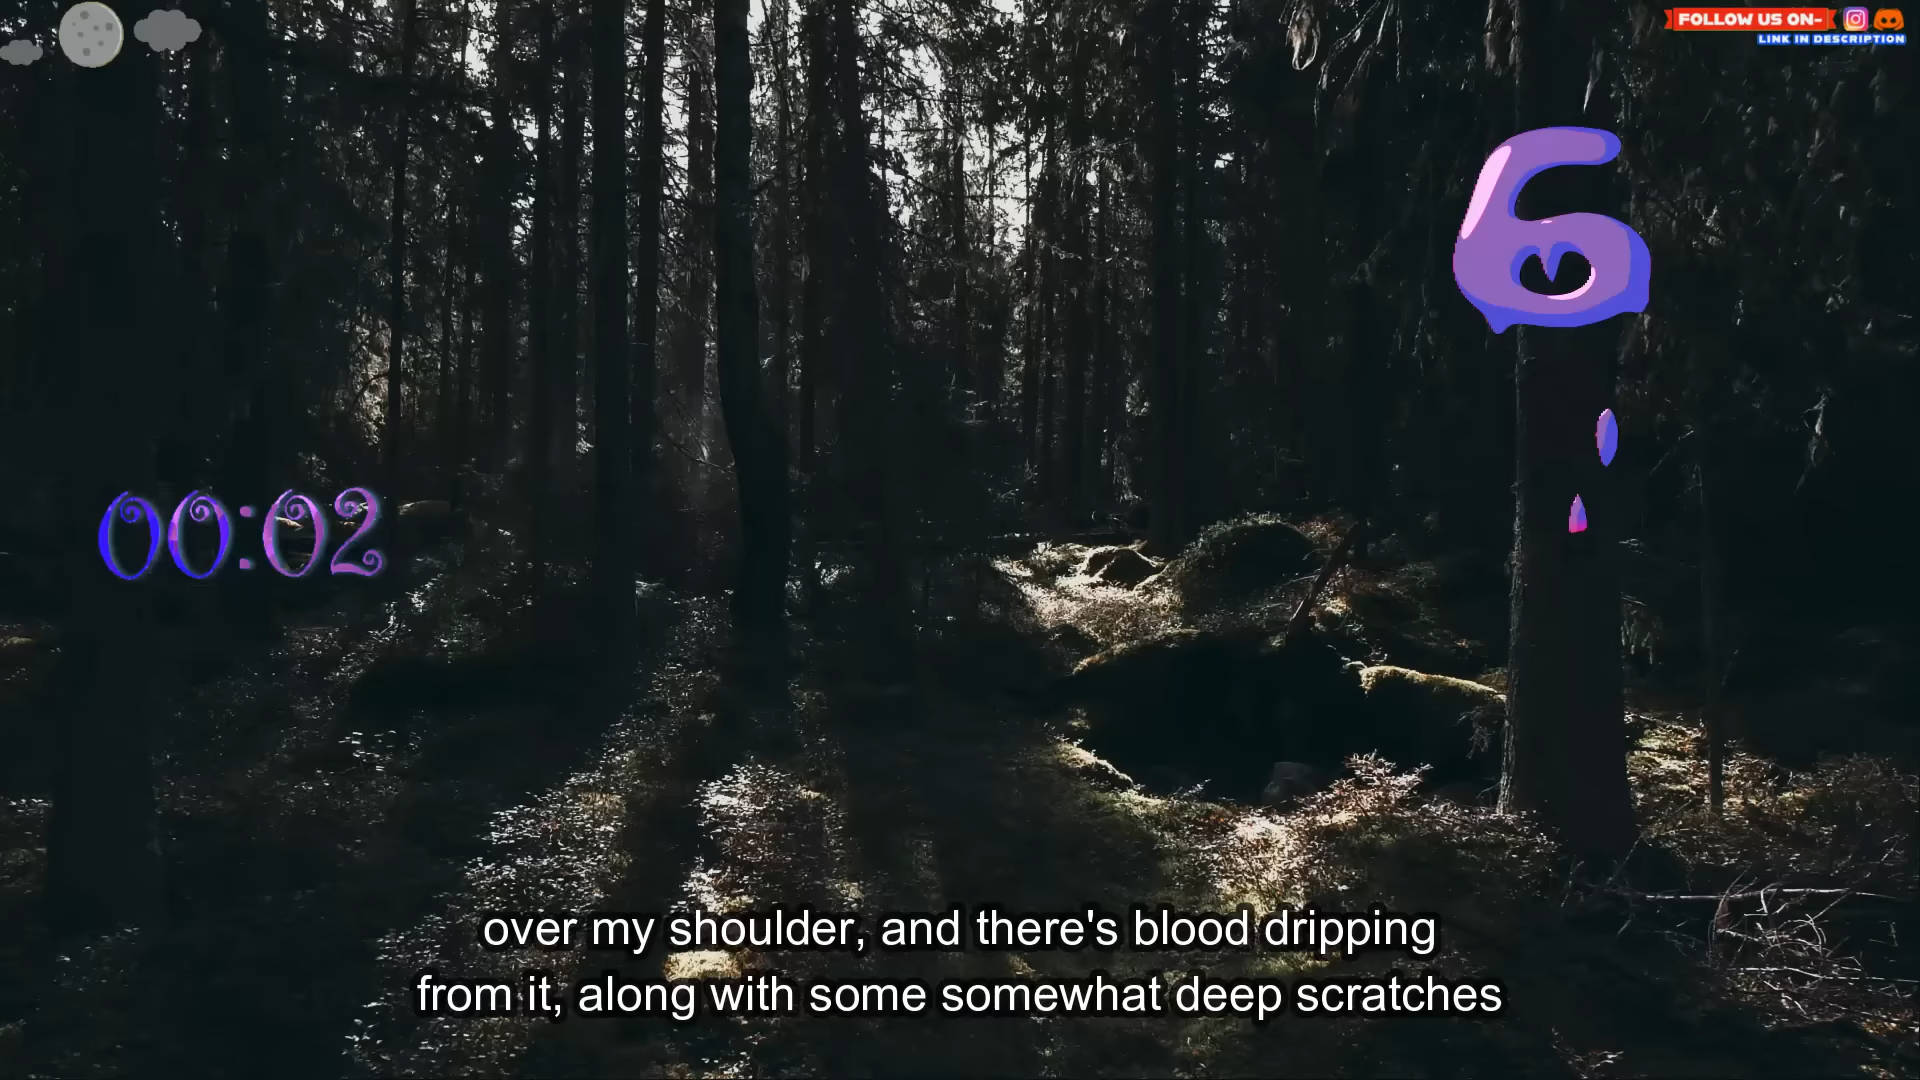 FOLLOW US ON-
LINK IN DESCRIPTION
6
00:02
over my shoulder, and there's blood dripping
from it, along with some somewhat deep scratches